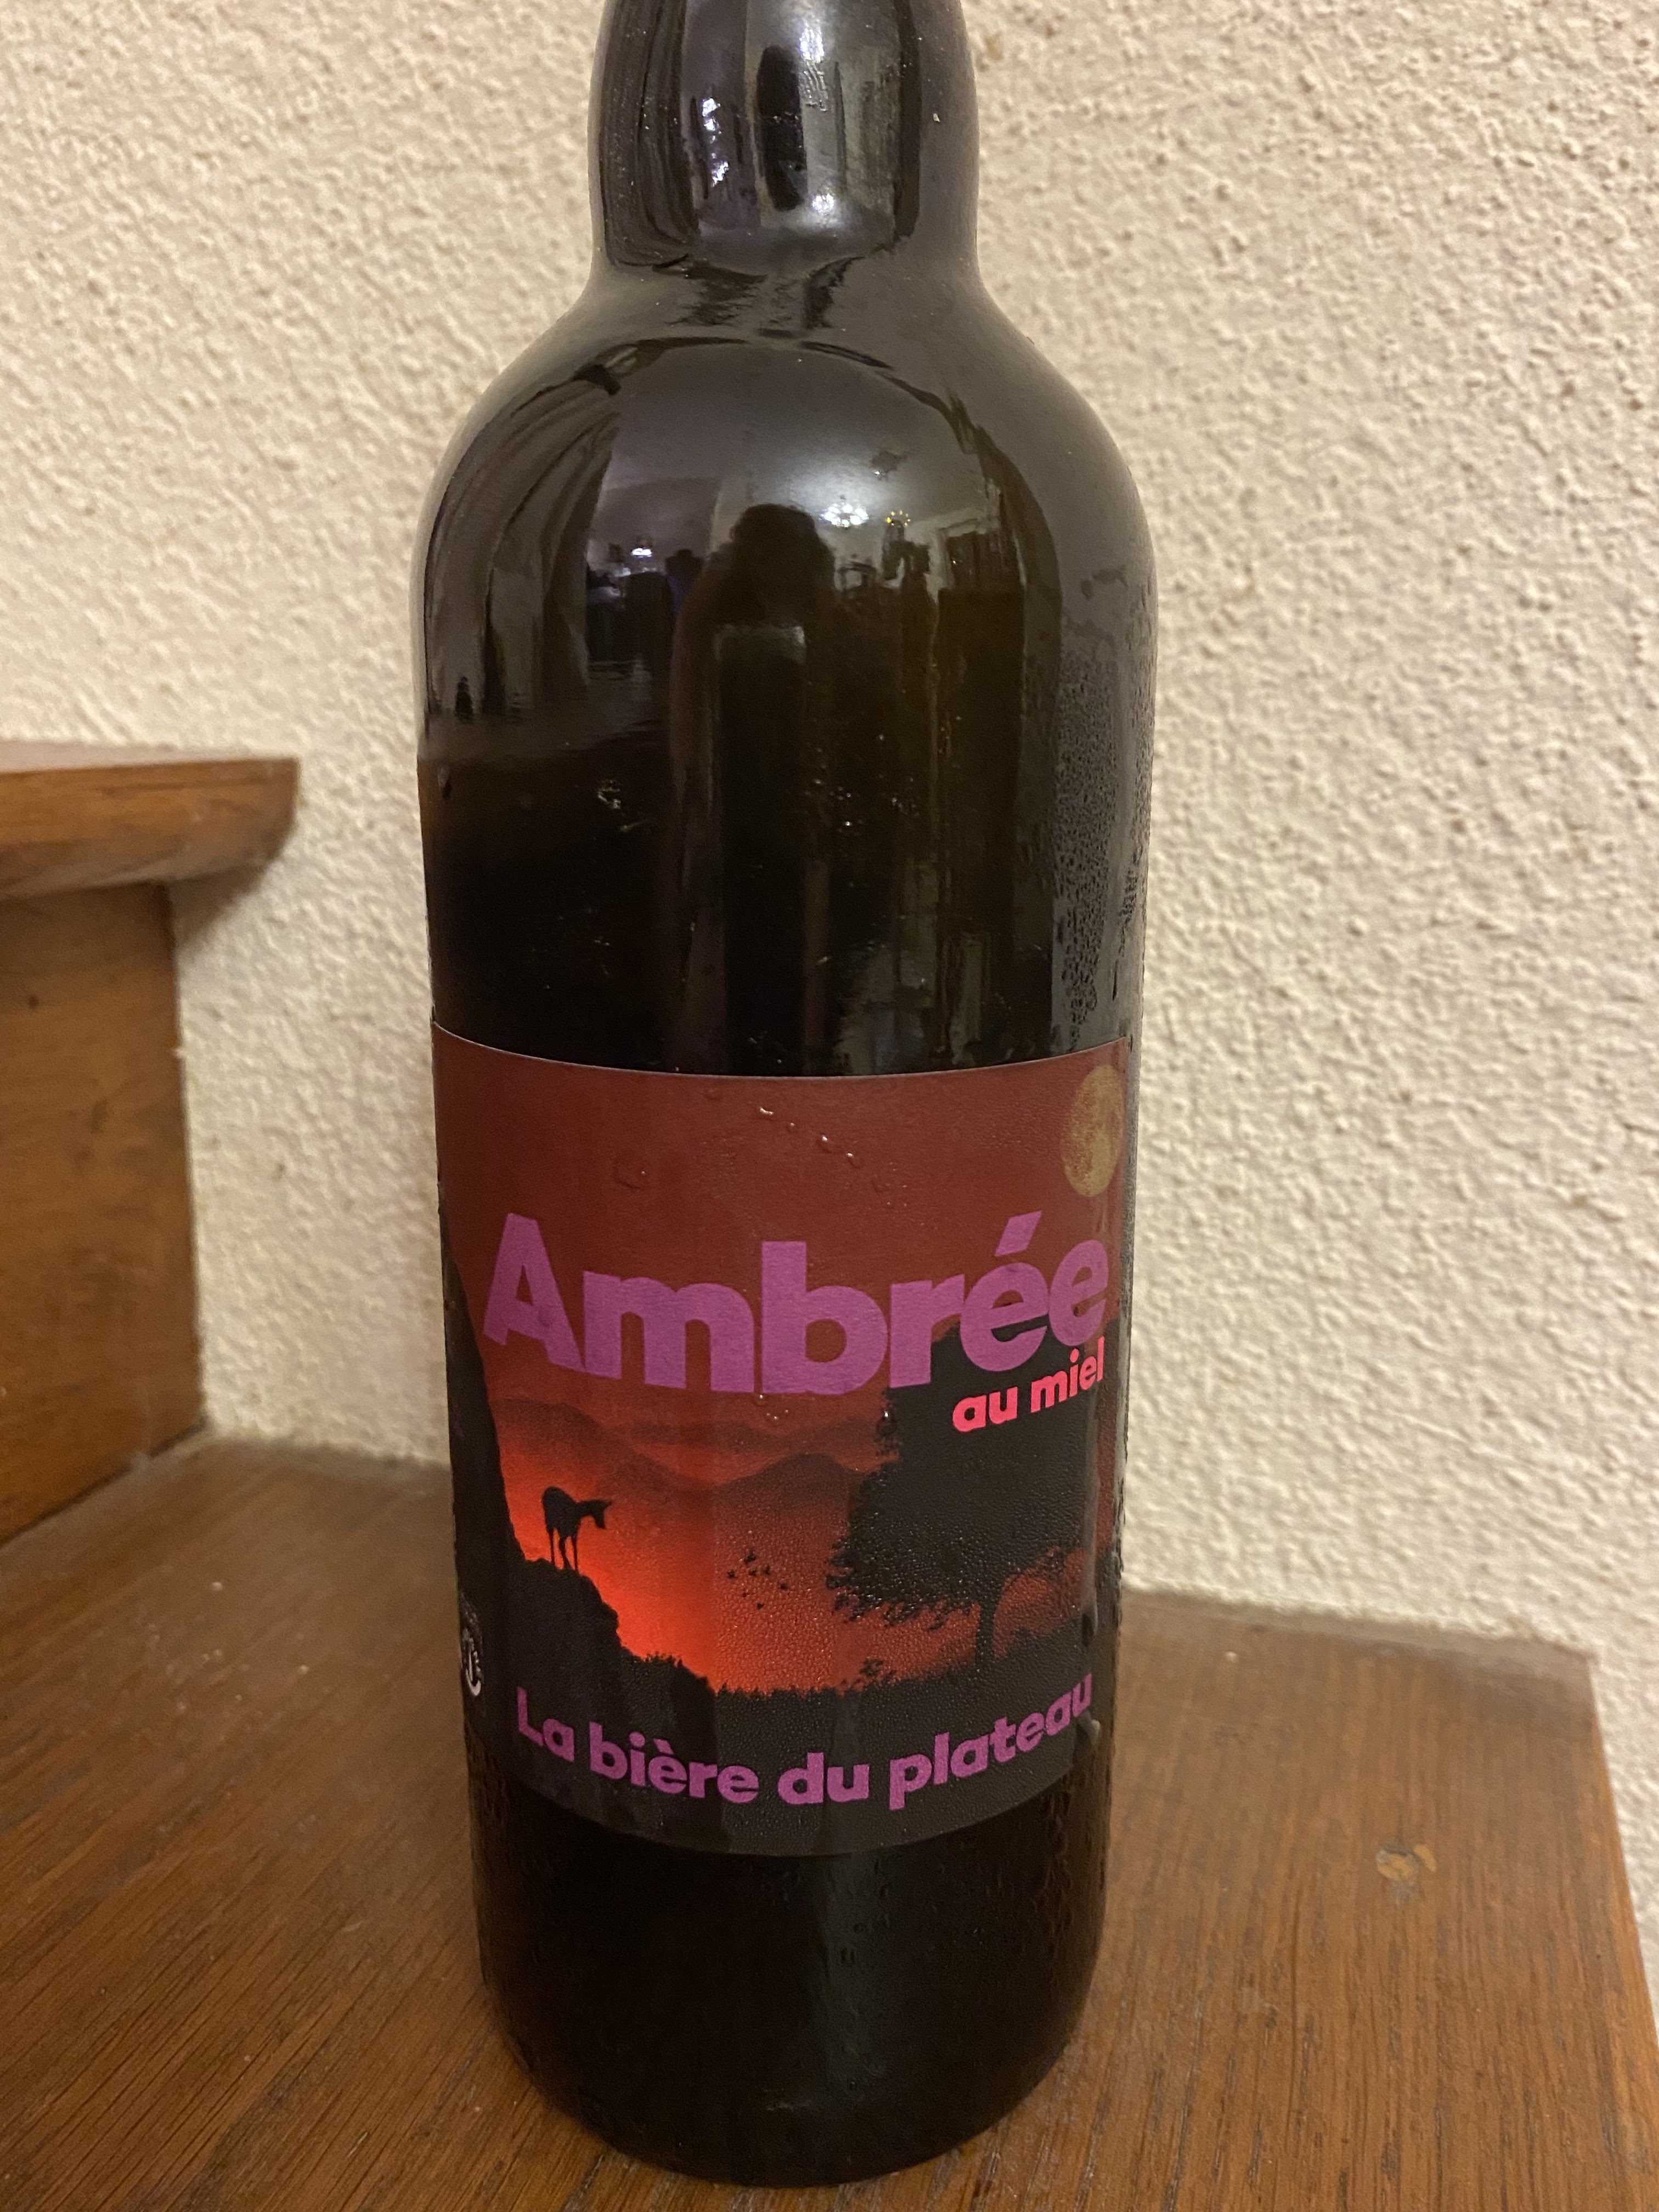 Ambrée
au miel
La bière du plateau